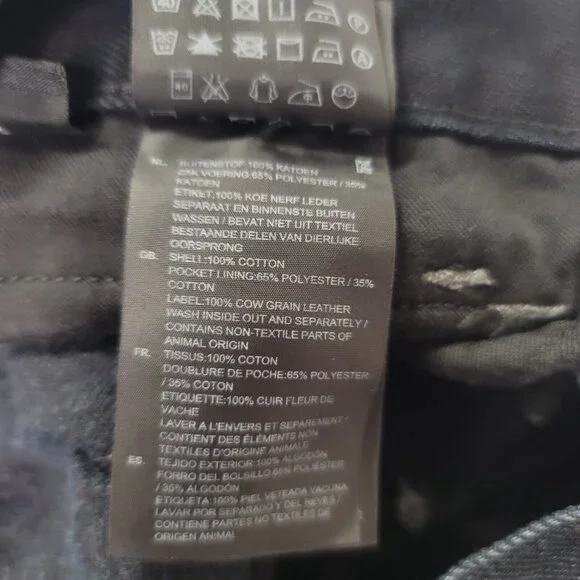 40
P
A
NL. BUITENSTOF:100% KATOEN
ZAK VOERING:65% POLYESTER / 35%
KATOEN
ETIKET:100% KOE NERF LEDER
SEPARAAT EN BINNENSTE BUITEN
WASSEN / BEVAT NIET UIT TEXTIEL
BESTAANDE DELEN VAN DIERLIJKE
OORSPRONG
GB. SHELL:100% COTTON
POCKET LINING:65% POLYESTER / 35%
COTTON
LABEL:100% COW GRAIN LEATHER
WASH INSIDE OUT AND SEPARATELY /
CONTAINS NON-TEXTILE PARTS OF
ANIMAL ORIGIN
FR. TISSUS:100% COTON
DOUBLURE DE POCHE:65% POLYESTER
/ 35% COTON
ETIQUETTE:100% CUIR FLEUR DE
VACHE
LAVER A L'ENVERS ET SEPAREMENT /
CONTIENT DES ÉLÉMENTS NON
TEXTILES D'ORIGINE ANIMALE
ES. TEJIDO EXTERIOR:100% ALGODÓN
FORRO DEL BOLSILLO:65% POLIÉSTER
/ 35% ALGODÓN
ETIQUETA:100% PIEL VETEADA VACUNA
LAVAR POR SEPARADO Y DEL REVES /
CONTIENE PARTES NO TEXTILES DE
ORIGEN ANIMAL